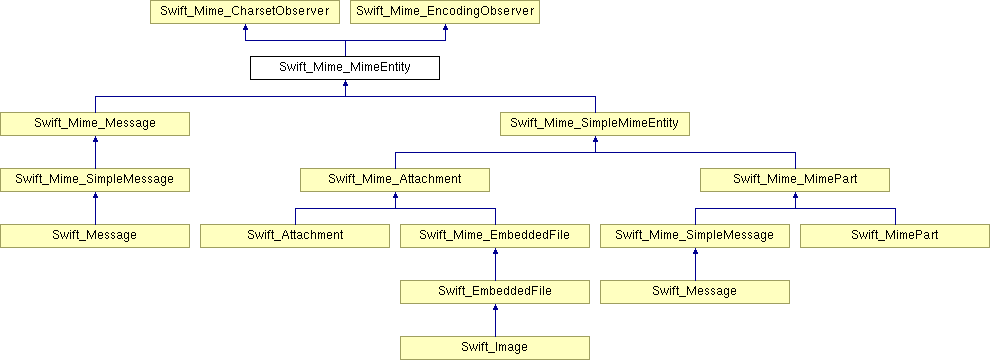 Swift_Mime_CharsetObserver
Swift_Mime_EncodingObserver
Swift_Mime_MimeEntity
Swift_Mime_Message
Swift_Mime_SimpleMimeEntity
Swift_Mime_SimpleMessage
Swift_Mime_Attachment
Swift_Mime_MimePart
Swift_Message
Swift_Attachment
Swift_Mime_EmbeddedFile
Swift_Mime_SimpleMessage
Swift_MimePart
Swift_EmbeddedFile
Swift_Message
Swift_Image